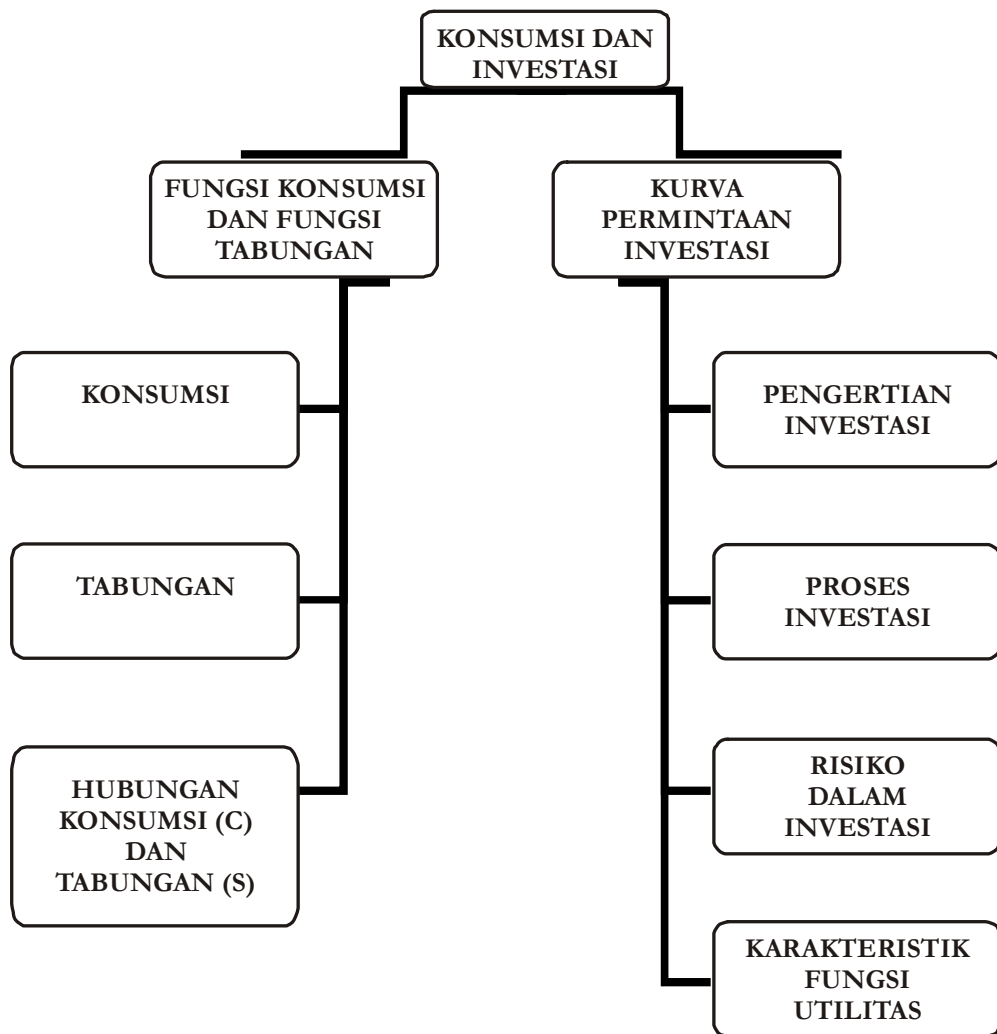 KONSUMSI DAN
INVESTASI
FUNGSI KONSUMSI
DAN FUNGSI
TABUNGAN
KURVA
PERMINTAAN
INVESTASI
KONSUMSI
TABUNGAN
HUBUNGAN
KONSUMSI (C)
DAN
TABUNGAN (S)
PENGERTIAN
INVESTASI
PROSES
INVESTASI
RISIKO
DALAM
INVESTASI
KARAKTERISTIK
FUNGSI
UTILITAS